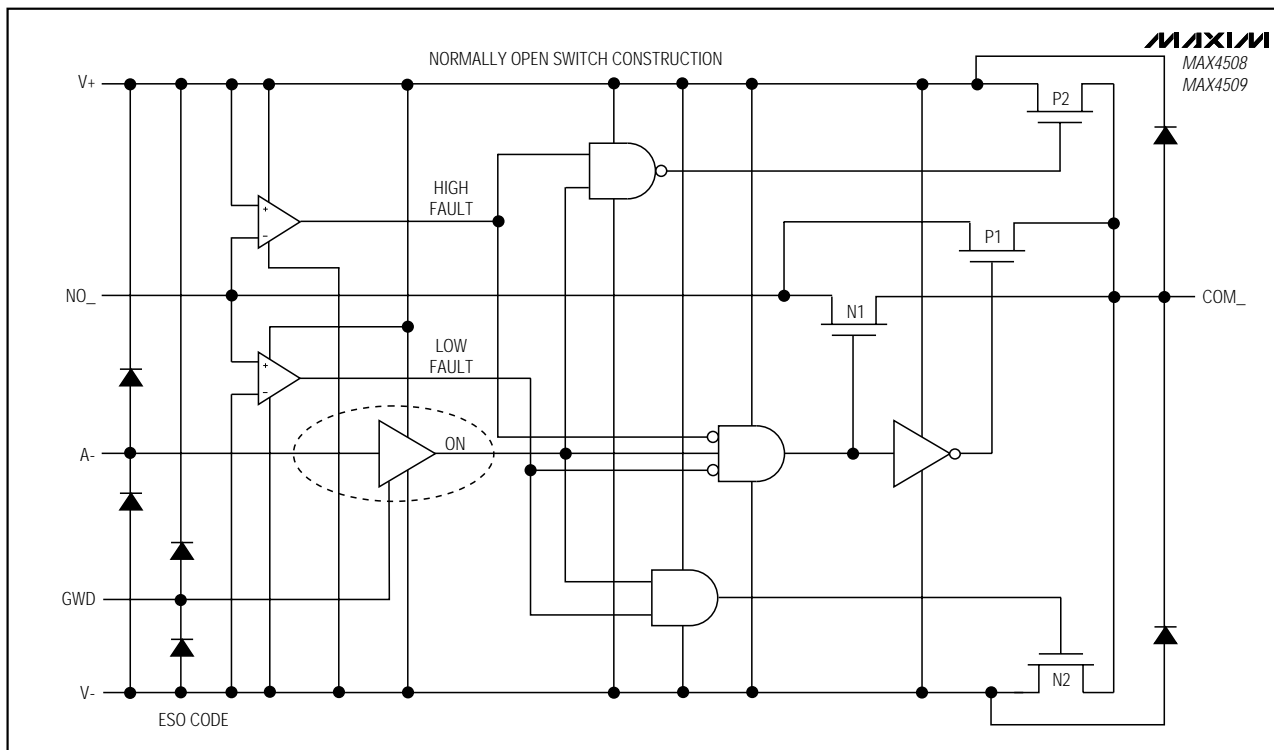 NORMALLY OPEN SWITCH CONSTRUCTION
MAXIM
MAX4508
MAX4509
V+
P2
HIGH
FAULT
+
−
P1
NO_
COM_
N1
LOW
FAULT
+
−
ON
A-
GWD
V-
N2
ESO CODE